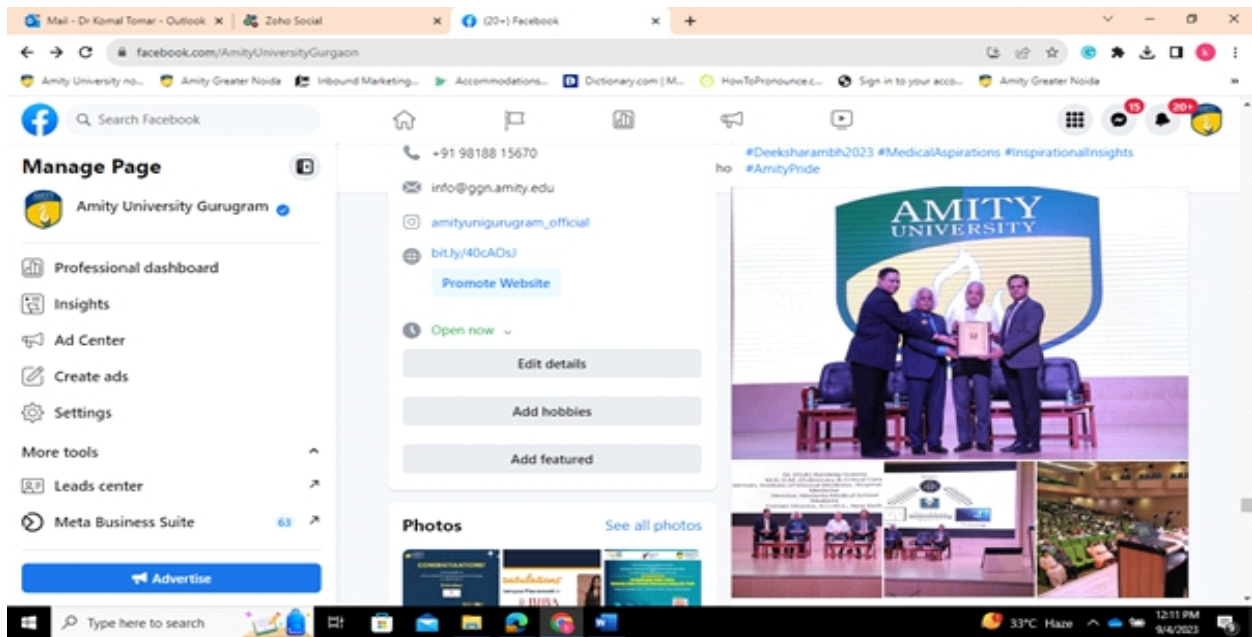 Mail - Dr Komal Tomar - Outlook
Zoho Social
(20+) Facebook
facebook.com/AmityUniversityGurgaon
Amity University no...
Amity Greater Noida
Inbound Marketing...
Accommodations...
Dictionary.com | M...
HowToPronounce.c...
Sign in to your acco...
Amity Greater Noida
Search Facebook
15
20+
Manage Page
Amity University Gurugram
Professional dashboard
Insights
Ad Center
Create ads
Settings
More tools
Leads center
Meta Business Suite
63
Advertise
+91 98188 15670
info@ggn.amity.edu
amityunigurugram_official
bit.ly/40cAOsJ
Promote Website
Open now
Edit details
Add hobbies
Add featured
Photos
See all photos
CONGRATULATIONS!
#Deeksharambh2023 #MedicalAspirations #InspirationalInsights
ho #AmityPride
AMITY
UNIVERSITY
Type here to search
33°C Haze
12:11 PM
9/4/2023